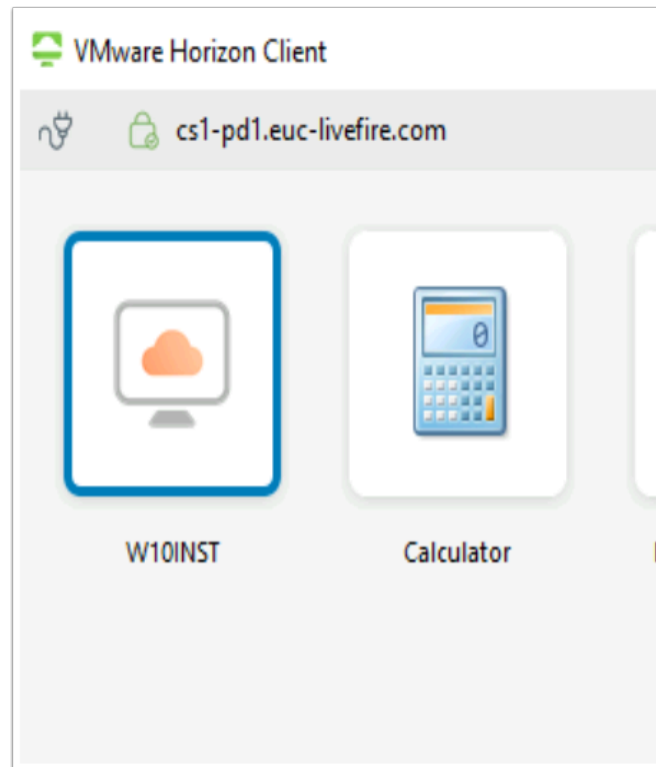 VMware Horizon Client
cs1-pd1.euc-livefire.com
0
W10INST
Calculator